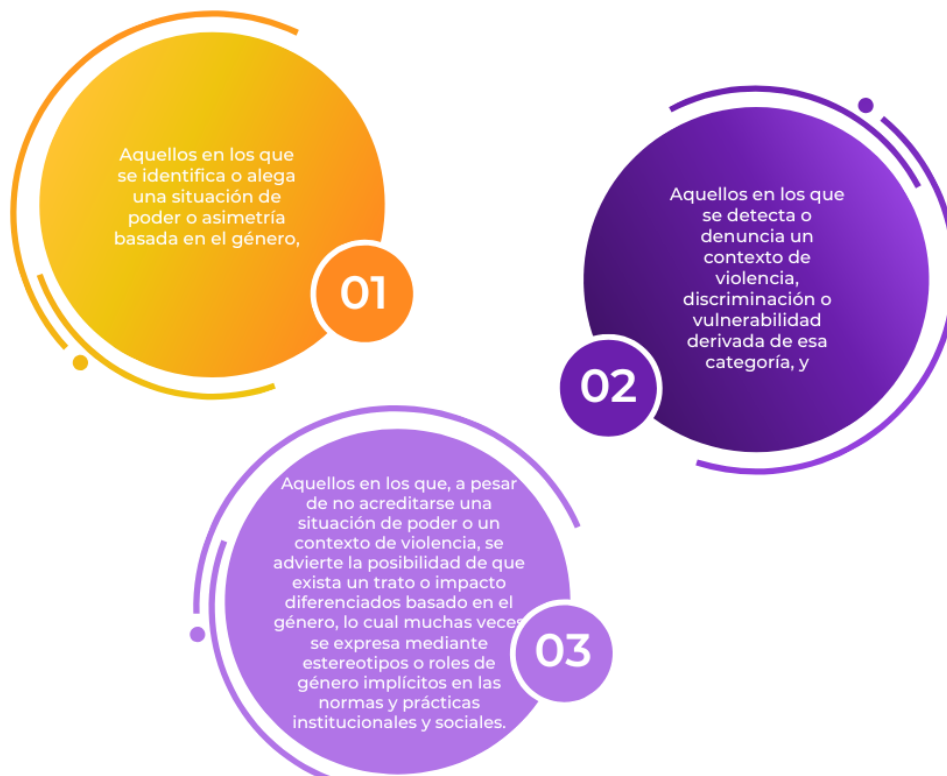 Aquellos en los que
se identifica o alega
una situación de
poder o asimetría
basada en el género,
01
Aquellos en los que
se detecta o
denuncia un
contexto de
violencia,
discriminación o
vulnerabilidad
derivada de esa
categoría, y
02
Aquellos en los que, a pesar
de no acreditarse una
situación de poder o un
contexto de violencia, se
advierte la posibilidad de que
exista un trato o impacto
diferenciados basado en el
género, lo cual muchas veces
se expresa mediante
estereotipos o roles de
género implícitos en las
normas y prácticas
institucionales y sociales.
03